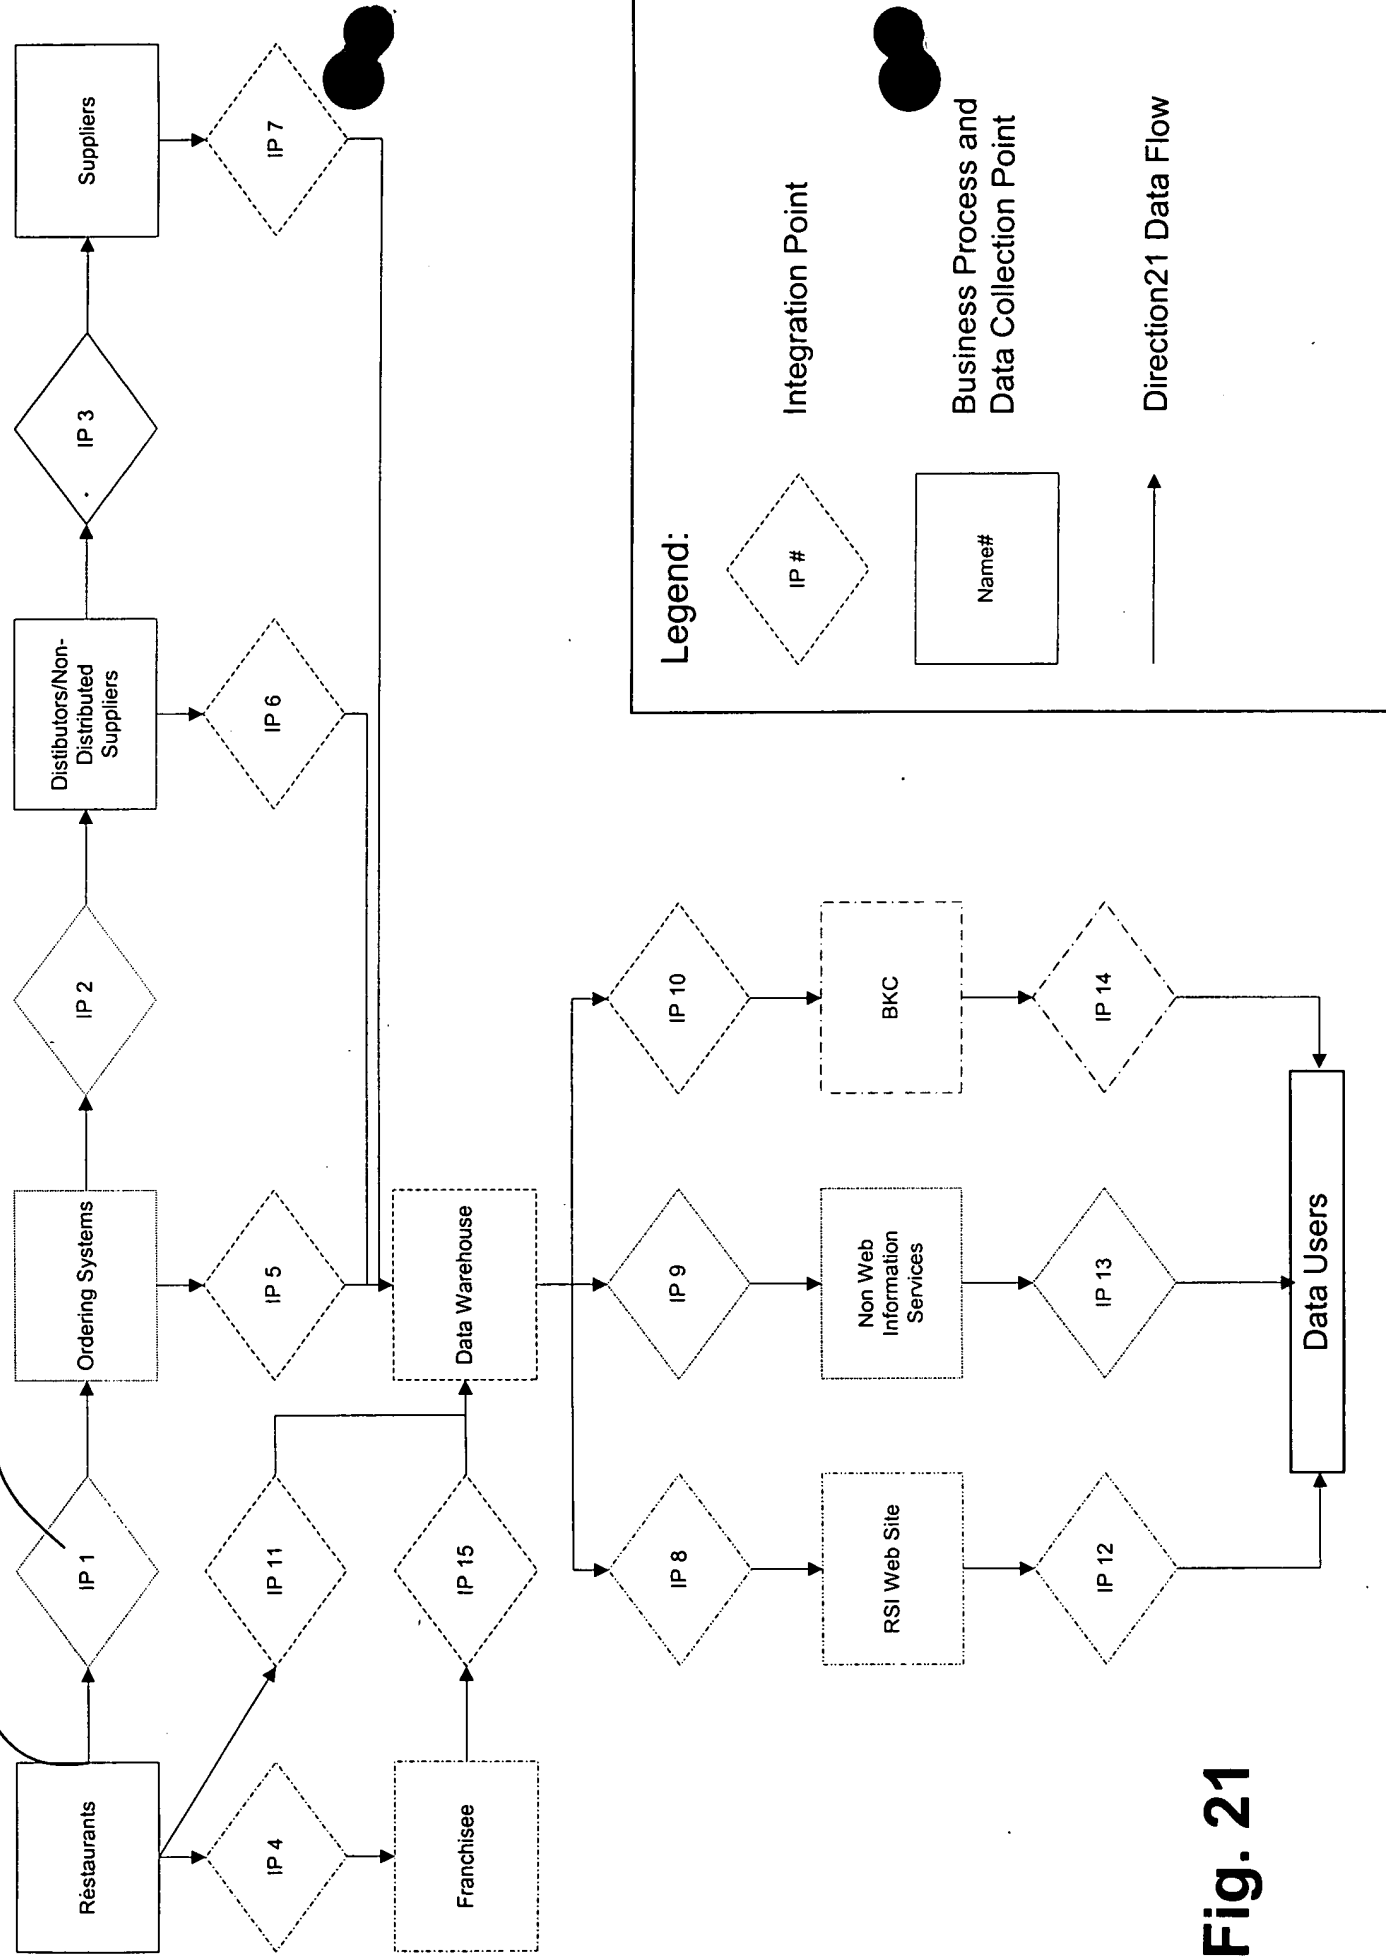 Restaurants
IP 1
Ordering Systems
IP 2
Distibutors/Non-
Distributed
Suppliers
IP 3
Suppliers
IP 4
IP 11
IP 5
IP 6
IP 7
Franchisee
IP 15
Data Warehouse
IP 8
IP 9
IP 10
RSI Web Site
Non Web
Information
Services
BKC
IP 12
IP 13
IP 14
Data Users
Legend:
IP #
Integration Point
Name#
Business Process and
Data Collection Point
Direction21 Data Flow
Fig. 21